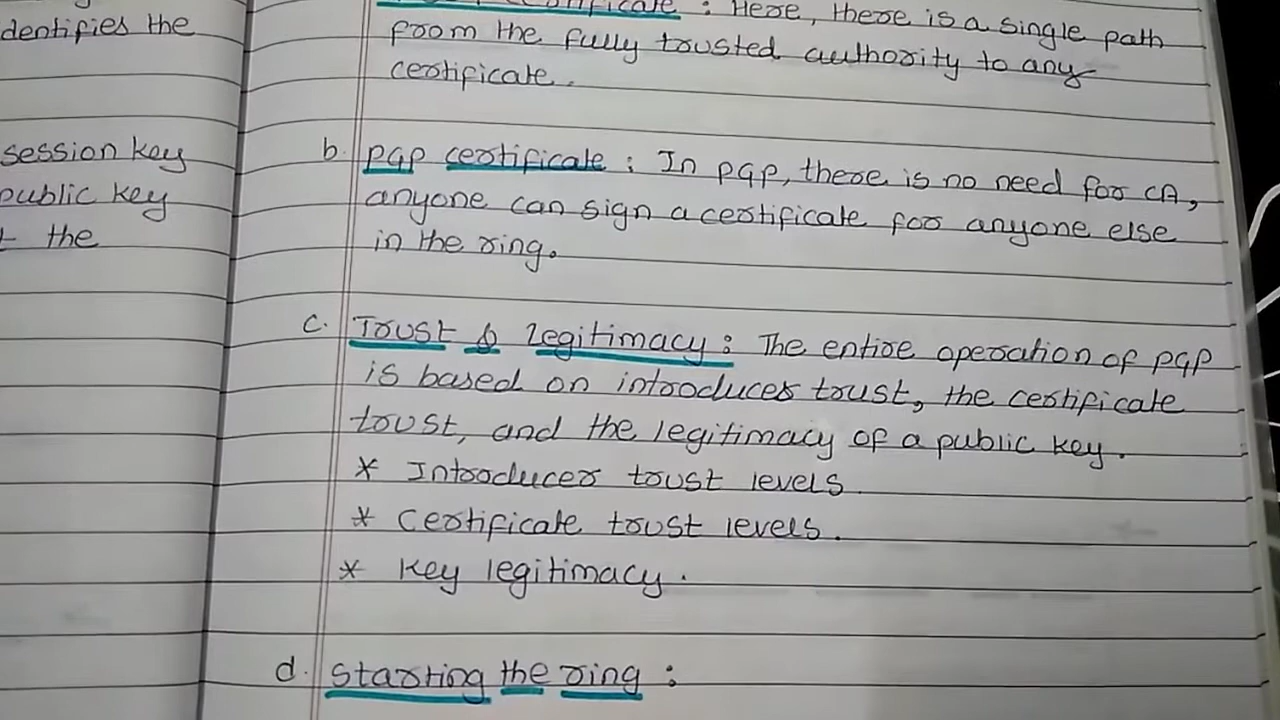 dentifies the
session key
public key
the
certificate : Here, there is a single path
from the fully trusted authority to any
certificate.
b. PGP certificate : In PGP, there is no need for CA,
anyone can sign a certificate for anyone else
in the ring.
c. Trust & Legitimacy : The entire operation of PGP
is based on introducer trust, the certificate
trust, and the legitimacy of a public key.
* Introducer trust levels
* Certificate trust levels.
* Key legitimacy.
d. Starting the ring :